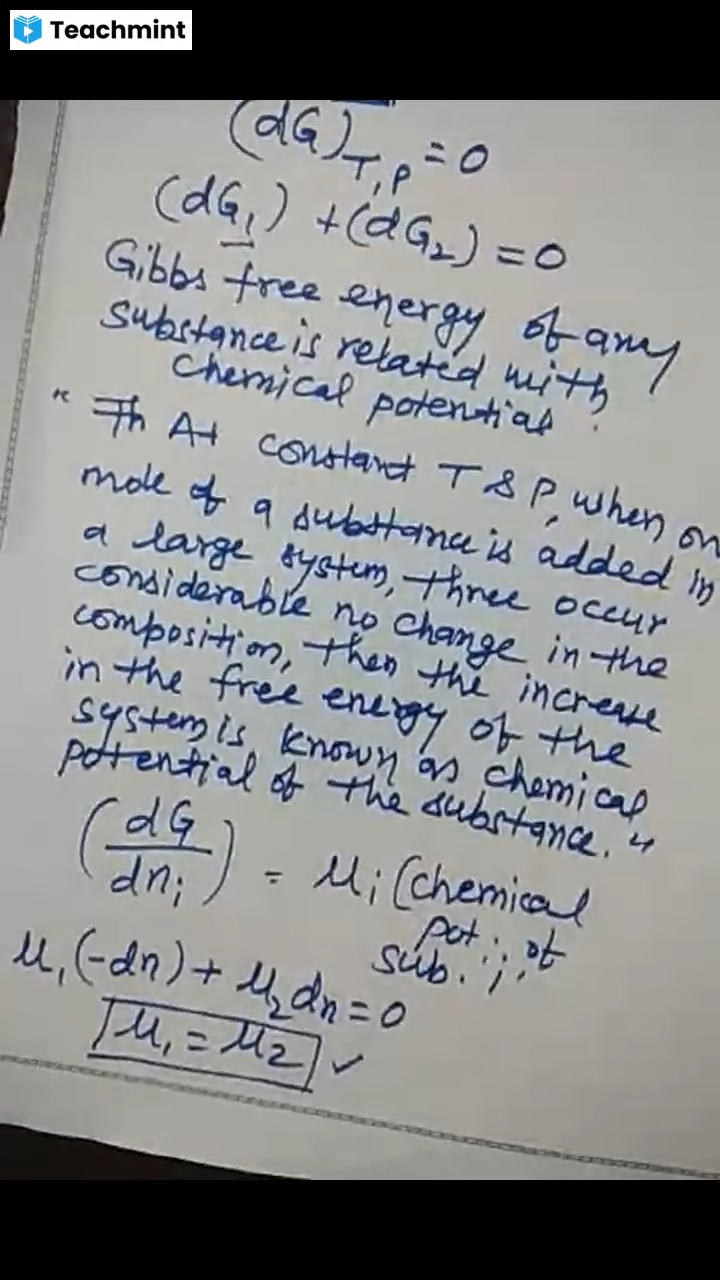 Teachmint
(dG)T,P = 0
(dG₁) + (dG₂) = 0
Gibbs free energy of any
substance is related with
chemical potential.
" Th At constant T & P, when on
mole of a substance is added in
a large system, three occur
considerable no change in the
composition, then the increase
in the free energy of the
system is known as chemical
potential of the substance. "
(dG/dnᵢ) = μᵢ (chemical
pot. of
sub. 'i'
μ₁(-dn) + μ₂dn = 0
μ₁ = μ₂ ✓